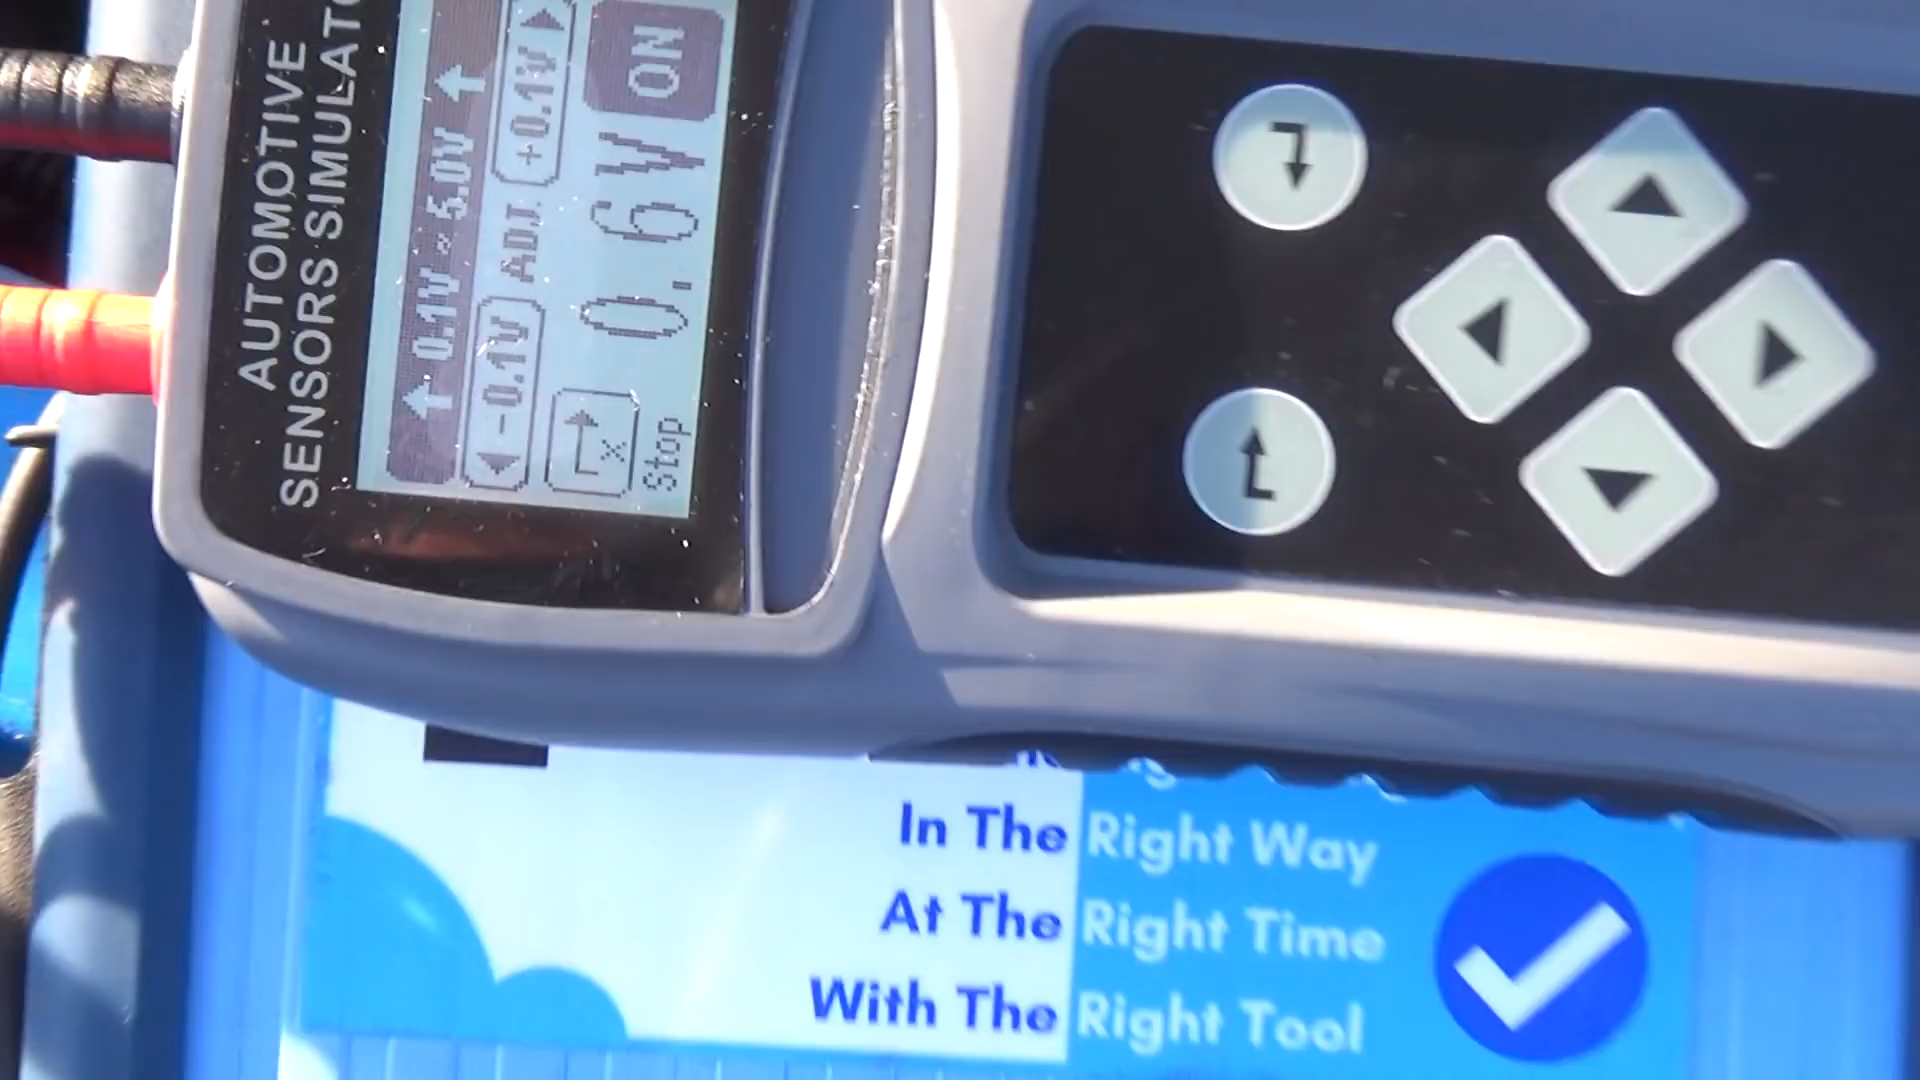 AUTOMOTIVE
SENSORS SIMULATO
0.1V ~ 5.0V
-0.1V ADJ. +0.1V
x 0.6V ON
Stop
In The Right Way
At The Right Time
With The Right Tool